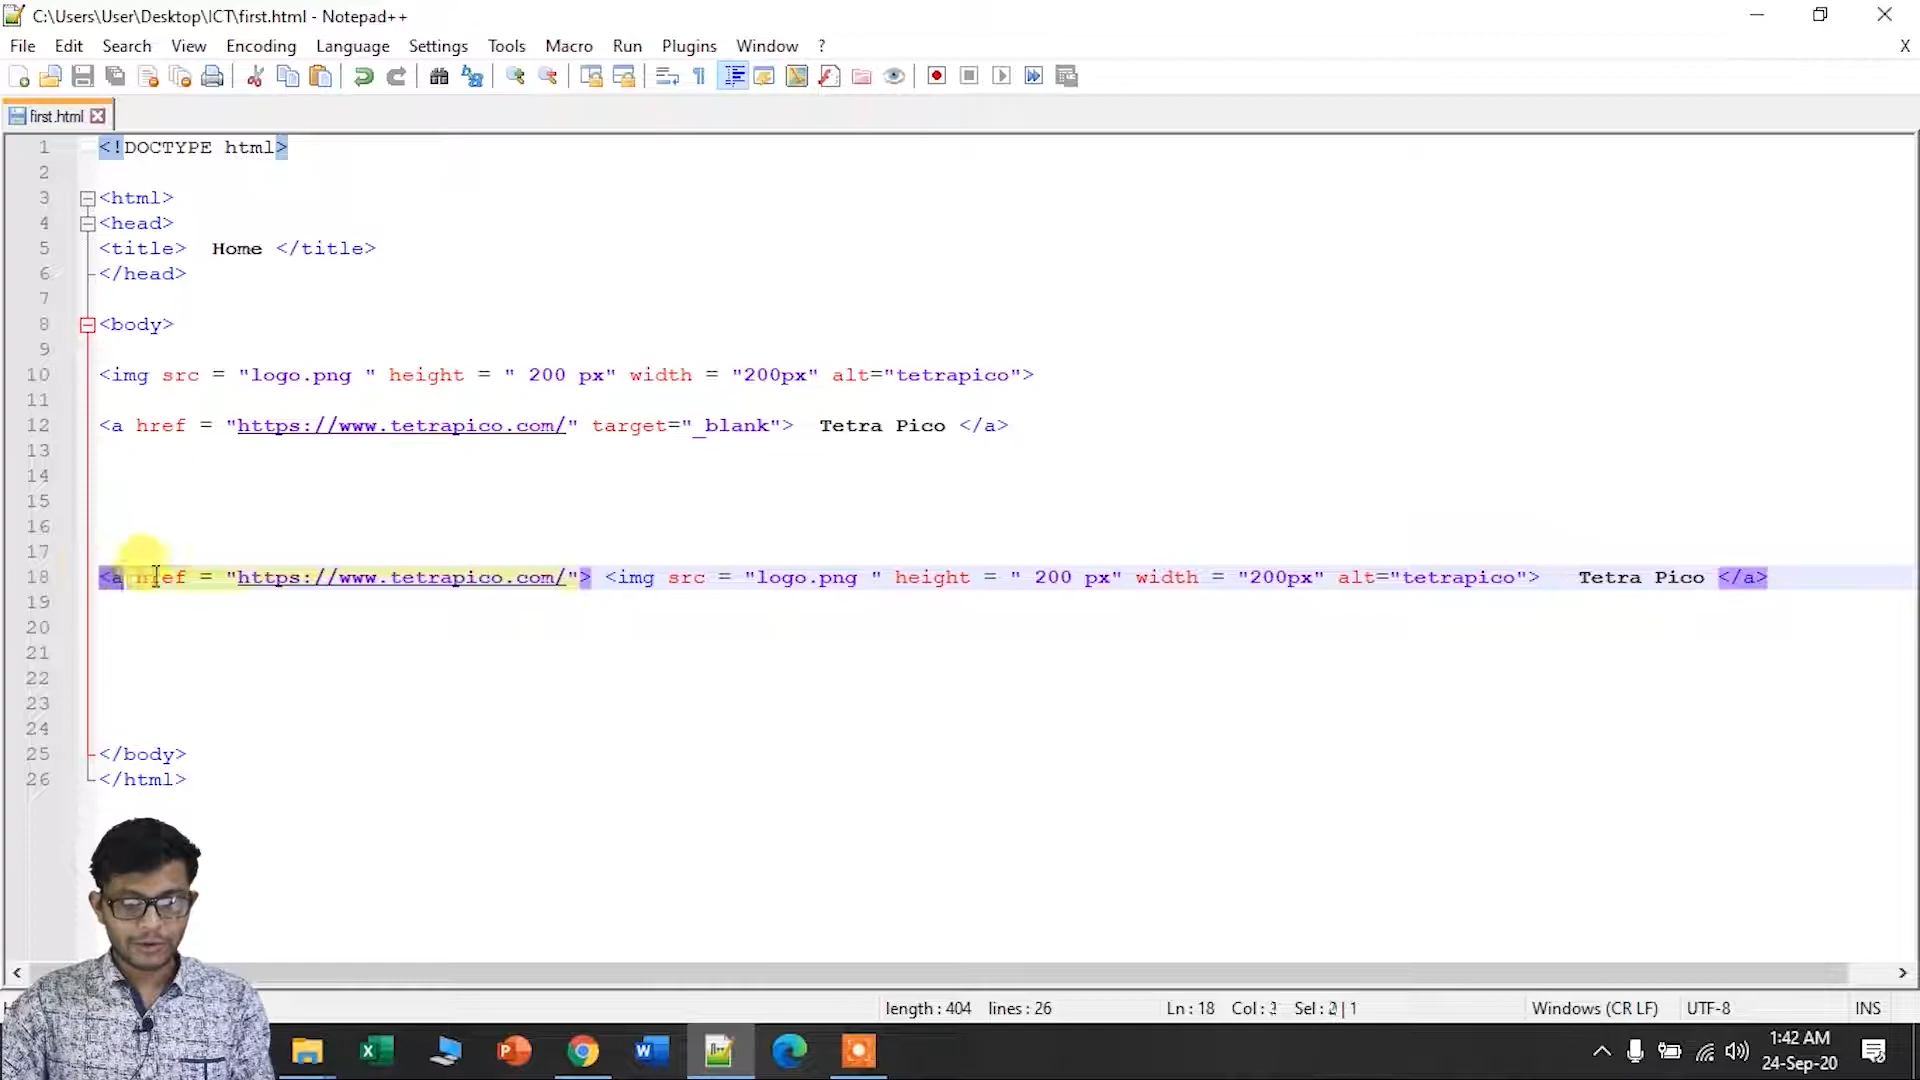 C:\Users\User\Desktop\ICT\first.html - Notepad++
File Edit Search View Encoding Language Settings Tools Macro Run Plugins Window ? X
first.html
1 <!DOCTYPE html>
2
3 <html>
4 <head>
5 <title>  Home </title>
6 </head>
7
8 <body>
9
10 <img src = "logo.png " height = " 200 px" width = "200px" alt="tetrapico">
11
12 <a href = "https://www.tetrapico.com/" target="_blank">  Tetra Pico </a>
13
14
15
16
17
18 <a href = "https://www.tetrapico.com/"> <img src = "logo.png " height = " 200 px" width = "200px" alt="tetrapico">   Tetra Pico </a>
19
20
21
22
23
24
25 </body>
26 </html>
length : 404 lines : 26 Ln : 18 Col : Sel : | 1 Windows (CR LF) UTF-8 INS
1:42 AM
24-Sep-20